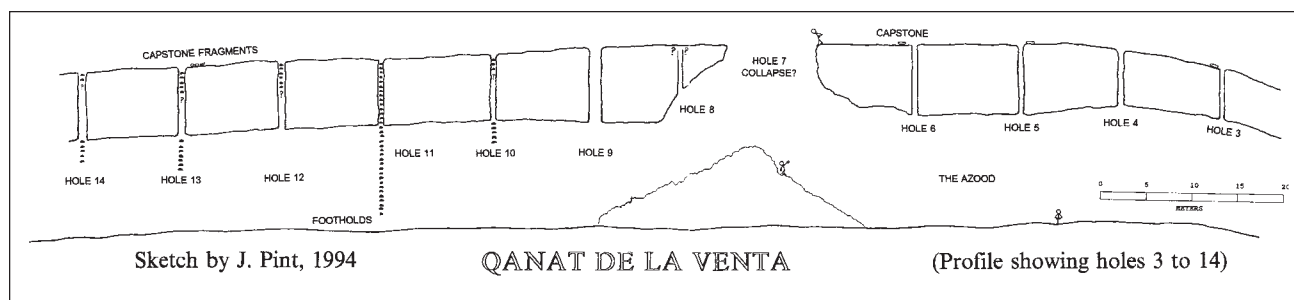 CAPSTONE FRAGMENTS
CAPSTONE
HOLE 7
COLLAPSE?
?
?
?
?
?
HOLE 8
HOLE 6
HOLE 5
HOLE 4
HOLE 3
HOLE 14
HOLE 13
HOLE 12
HOLE 11
HOLE 10
HOLE 9
THE AZOOD
0 5 10 15 20
METERS
FOOTHOLDS
Sketch by J. Pint, 1994
QANAT DE LA VENTA
(Profile showing holes 3 to 14)